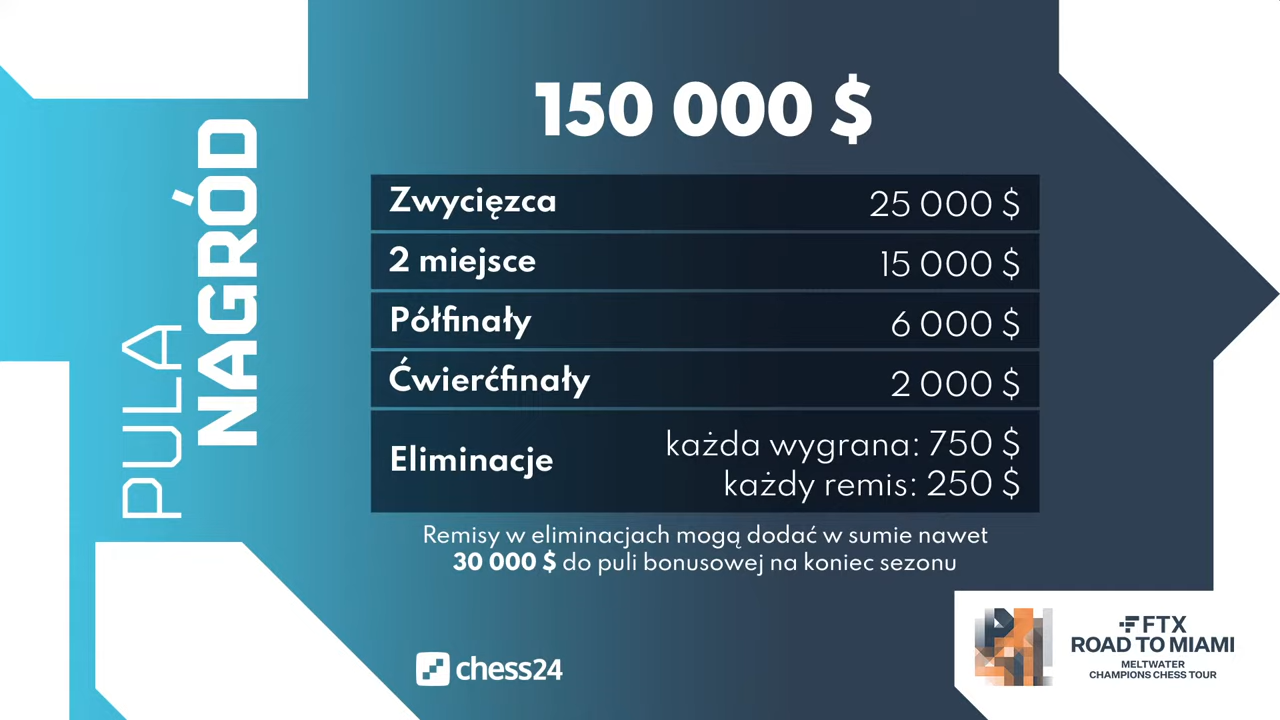 PULA
NAGRÓD
150 000 $
Zwycięzca 25 000 $
2 miejsce 15 000 $
Półfinały 6 000 $
Ćwierćfinały 2 000 $
Eliminacje
każda wygrana: 750 $
każdy remis: 250 $
Remisy w eliminacjach mogą dodać w sumie nawet
30 000 $ do puli bonusowej na koniec sezonu
chess24
FTX
ROAD TO MIAMI
MELTWATER
CHAMPIONS CHESS TOUR